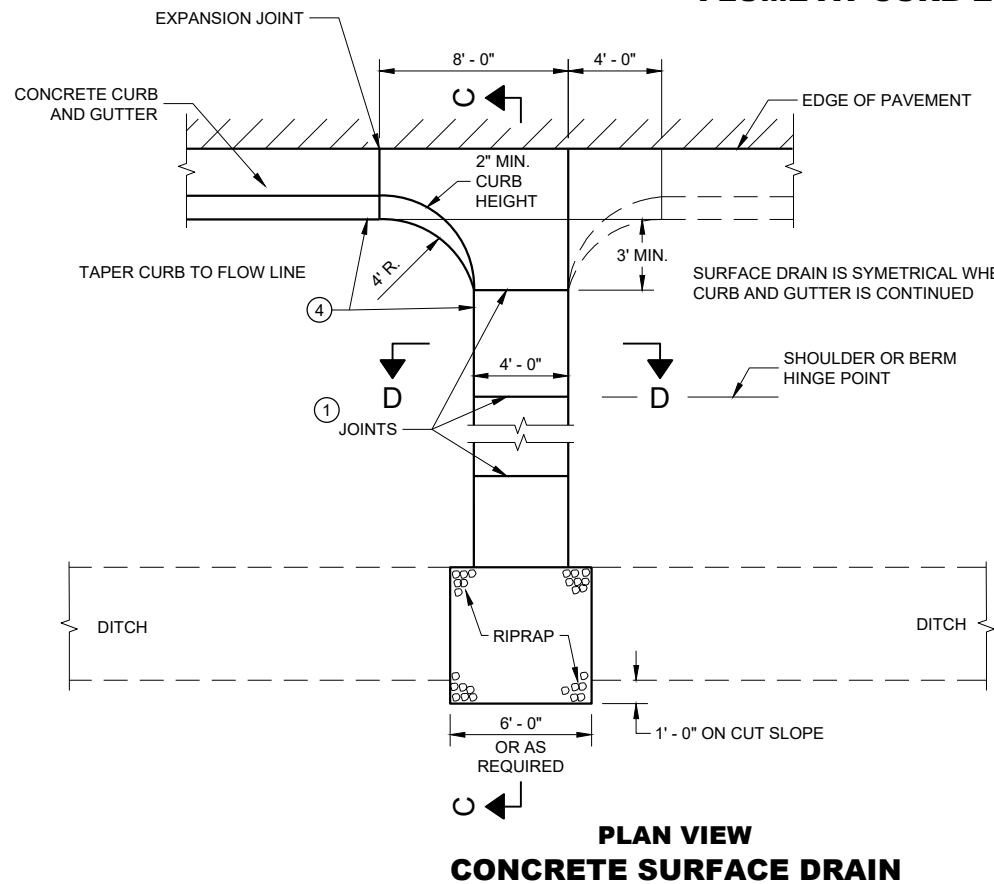 EXPANSION JOINT
8' - 0"
4' - 0"
C
CONCRETE CURB
AND GUTTER
EDGE OF PAVEMENT
2" MIN.
CURB
HEIGHT
TAPER CURB TO FLOW LINE
4' R.
3' MIN.
4
SURFACE DRAIN IS SYMETRICAL
CURB AND GUTTER IS CONTINUED
SHOULDER OR BERM
HINGE POINT
4' - 0"
D
D
1
JOINTS
DITCH
RIPRAP
DITCH
6' - 0"
OR AS
REQUIRED
1' - 0" ON CUT SLOPE
C
PLAN VIEW
CONCRETE SURFACE DRAIN